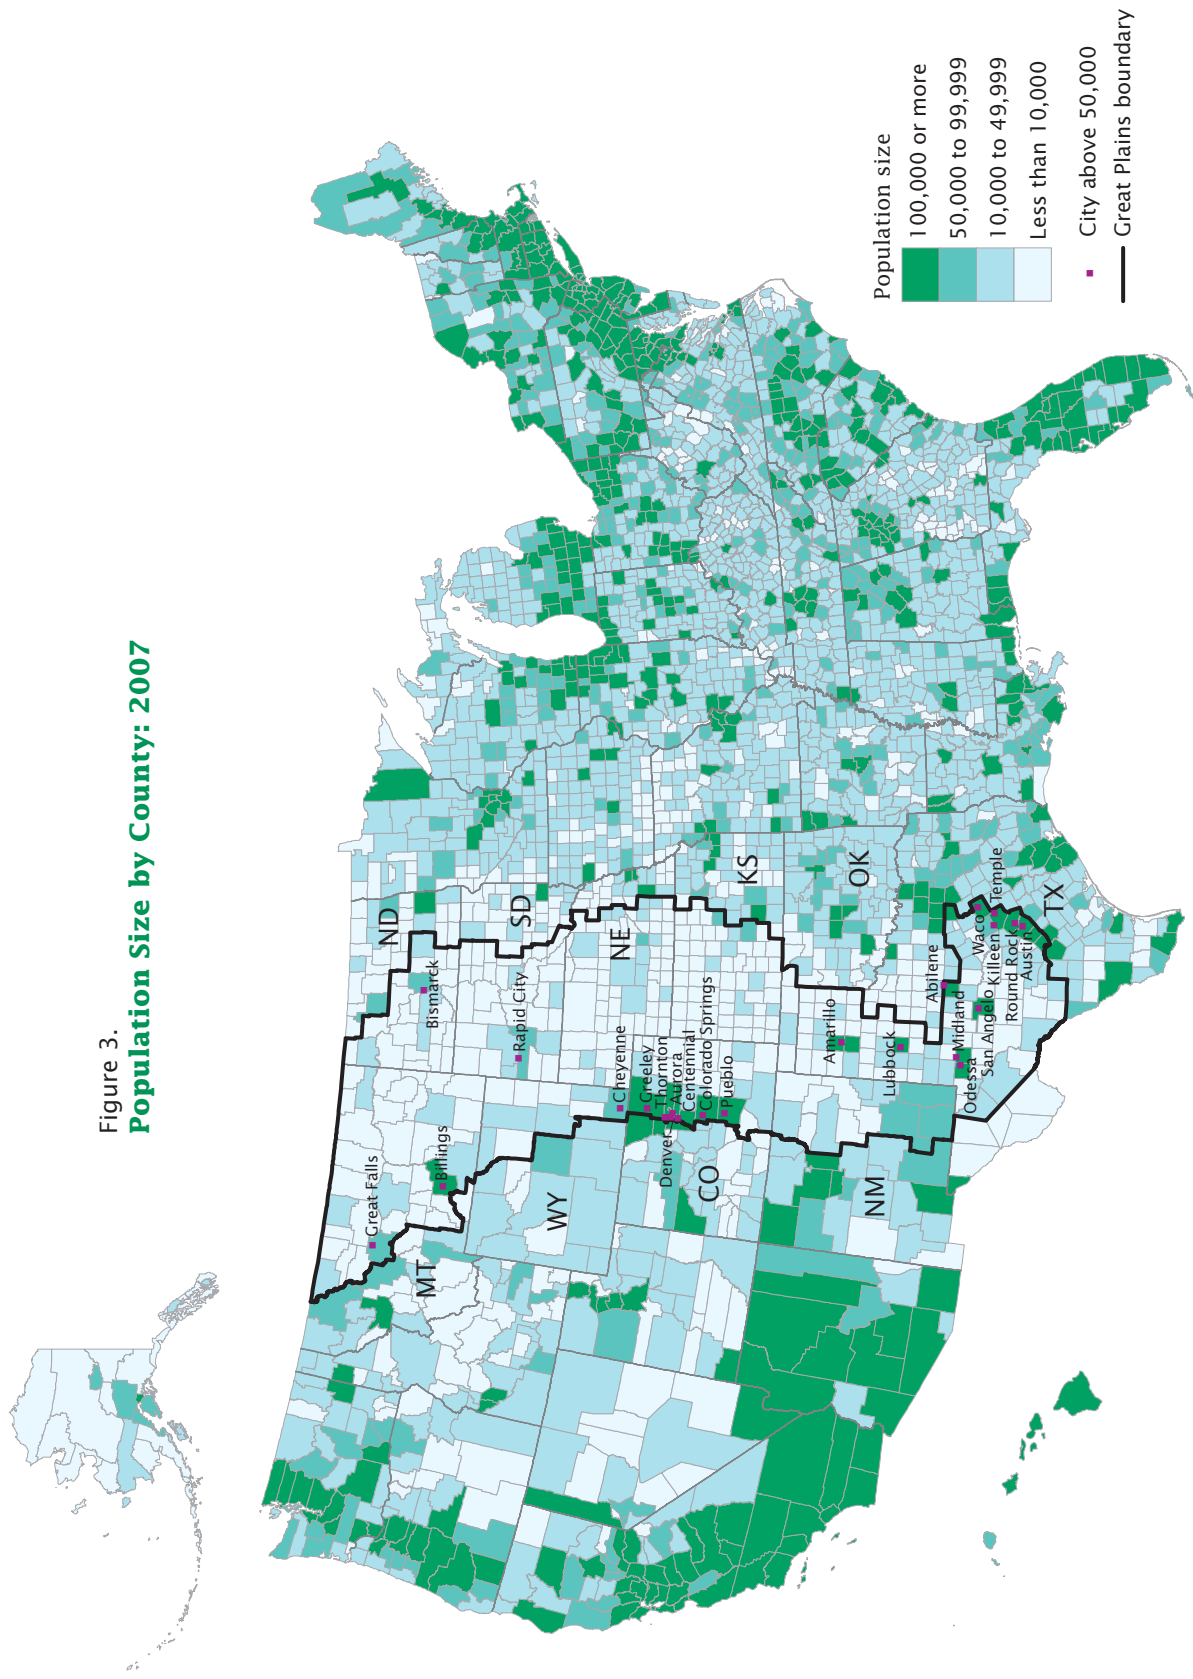 Figure 3.
Population Size by County: 2007
Great Falls
Billings
MT
ND
Bismarck
SD
Rapid City
WY
NE
Cheyenne
Greeley
Thornton
Denver
Aurora
Centennial
Colorado Springs
Pueblo
CO
KS
OK
NM
Amarillo
Lubbock
Abilene
Midland
Odessa
San Angelo
Waco
Temple
Killeen
Round Rock
Austin
TX
Population size
100,000 or more
50,000 to 99,999
10,000 to 49,999
Less than 10,000
City above 50,000
Great Plains boundary